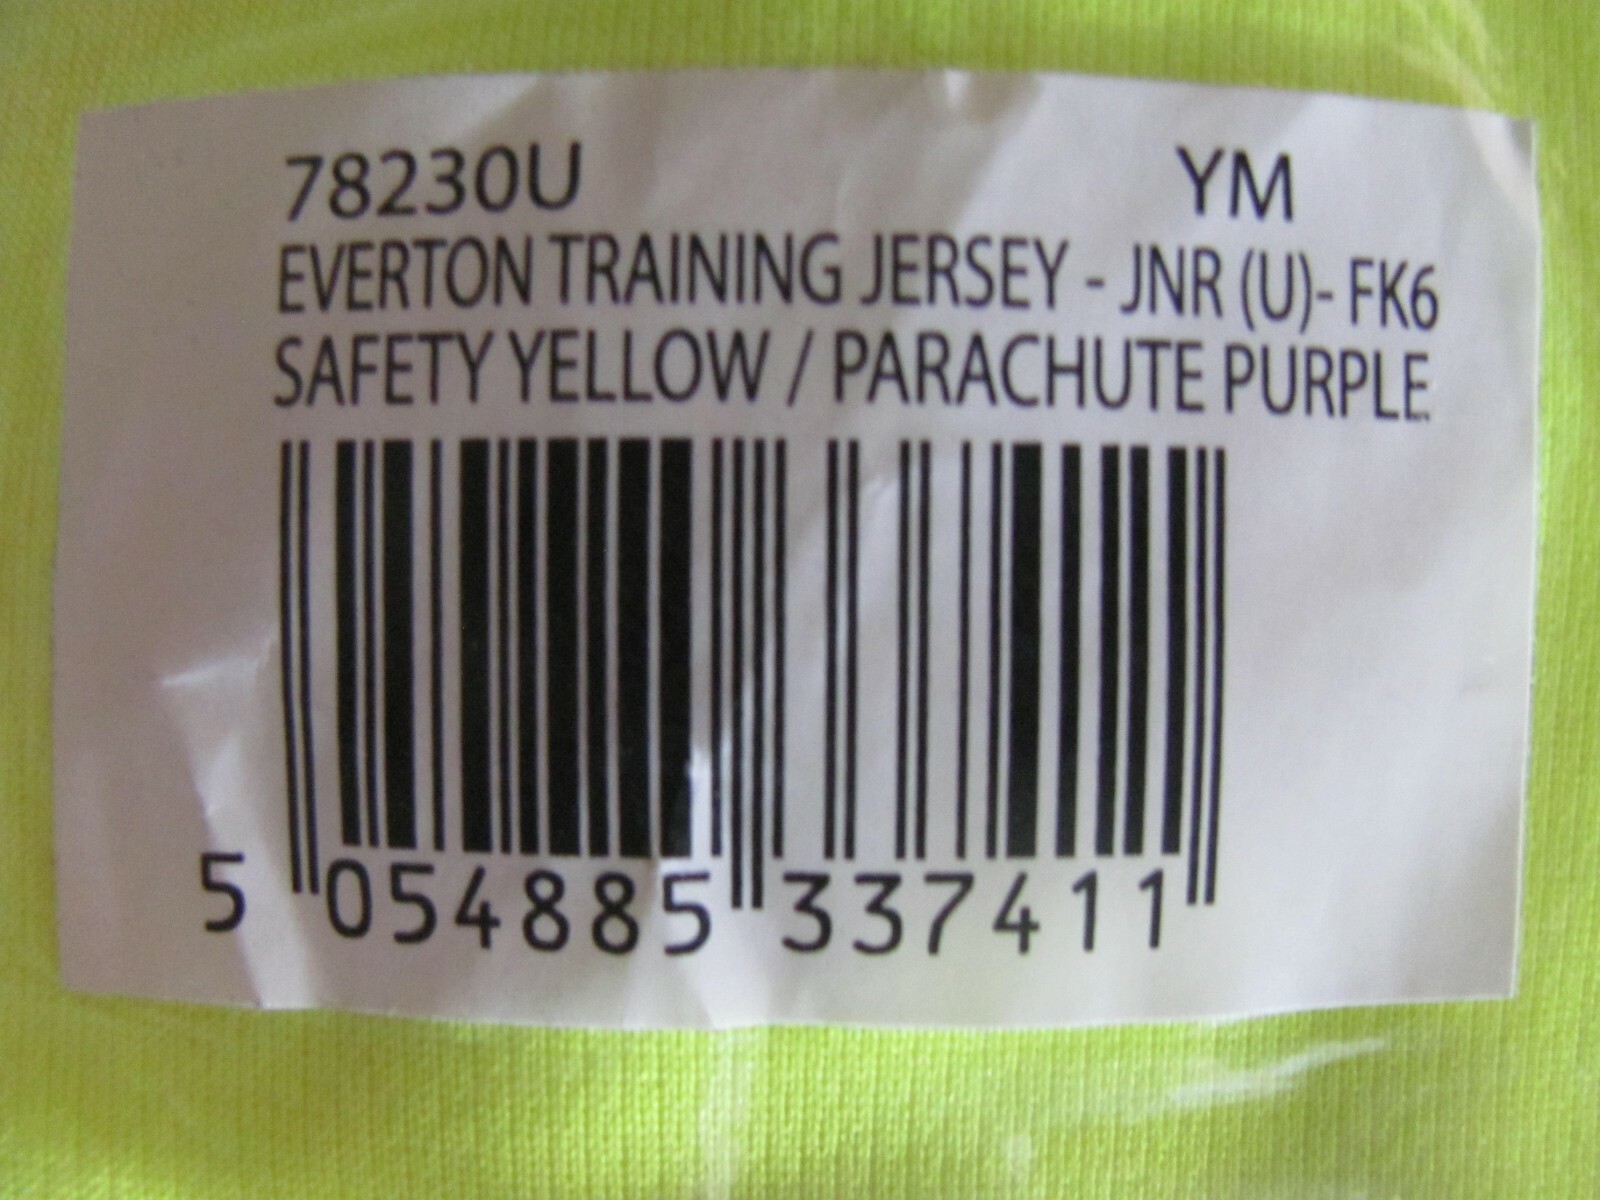 78230U YM
EVERTON TRAINING JERSEY - JNR (U)- FK6
SAFETY YELLOW / PARACHUTE PURPLE
5 054885 337411